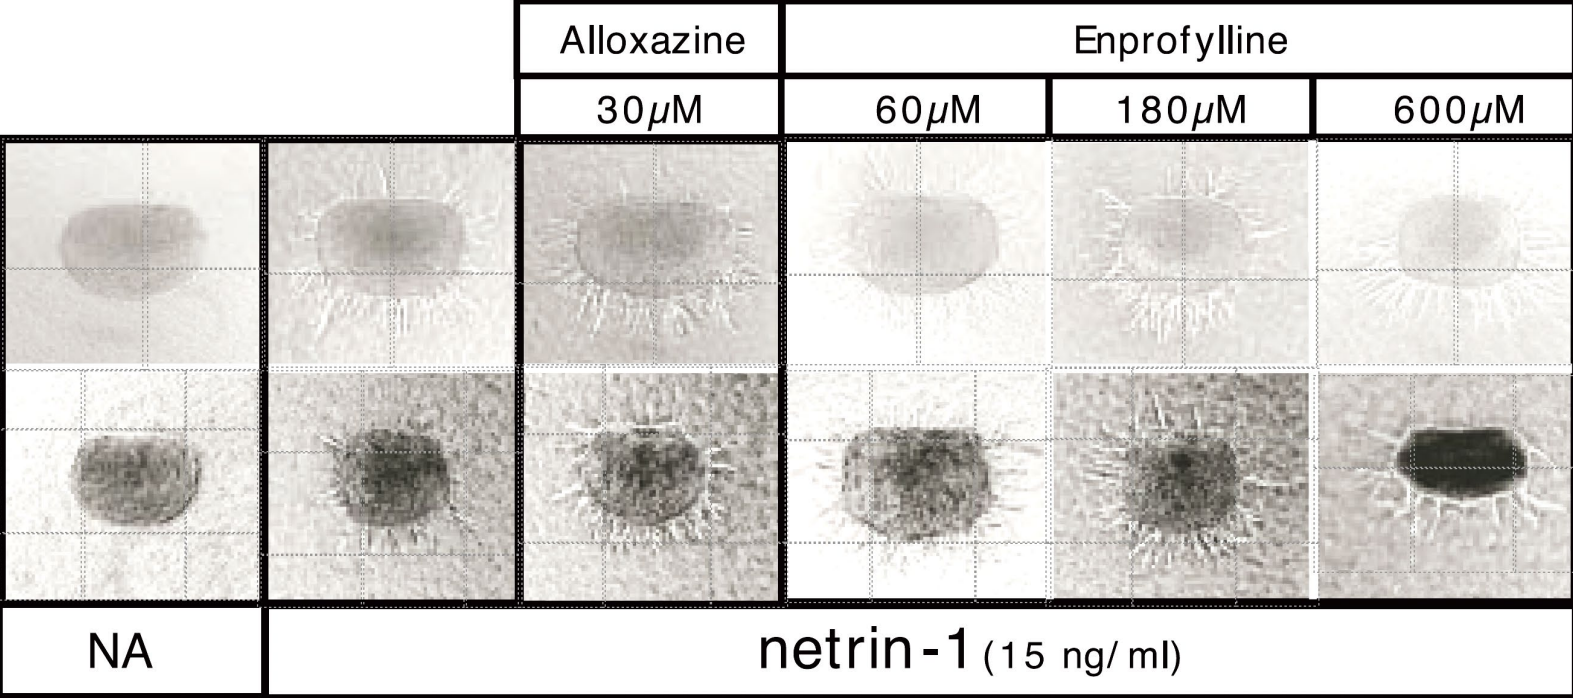 Alloxazine Enprofylline
30µM 60µM 180µM 600µM
NA netrin-1 (15 ng/ml)